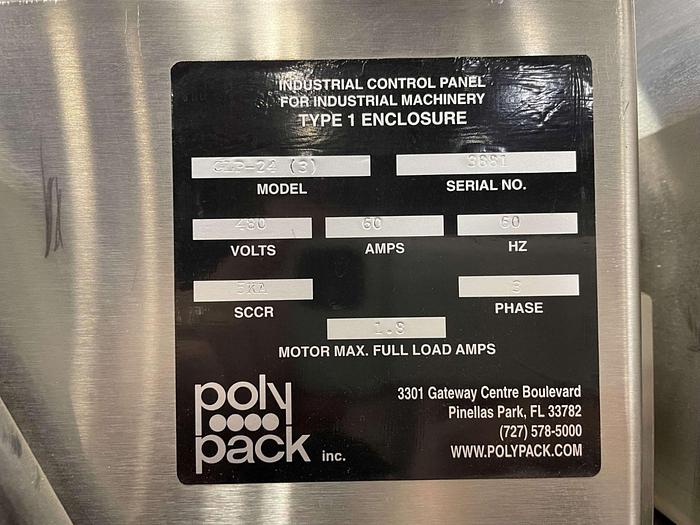 INDUSTRIAL CONTROL PANEL
FOR INDUSTRIAL MACHINERY
TYPE 1 ENCLOSURE
CLP-24 (3) 3881
MODEL SERIAL NO.
480 60 60
VOLTS AMPS HZ
5KA 3
SCCR PHASE
1.8
MOTOR MAX. FULL LOAD AMPS
poly
pack inc.
3301 Gateway Centre Boulevard
Pinellas Park, FL 33782
(727) 578-5000
WWW.POLYPACK.COM